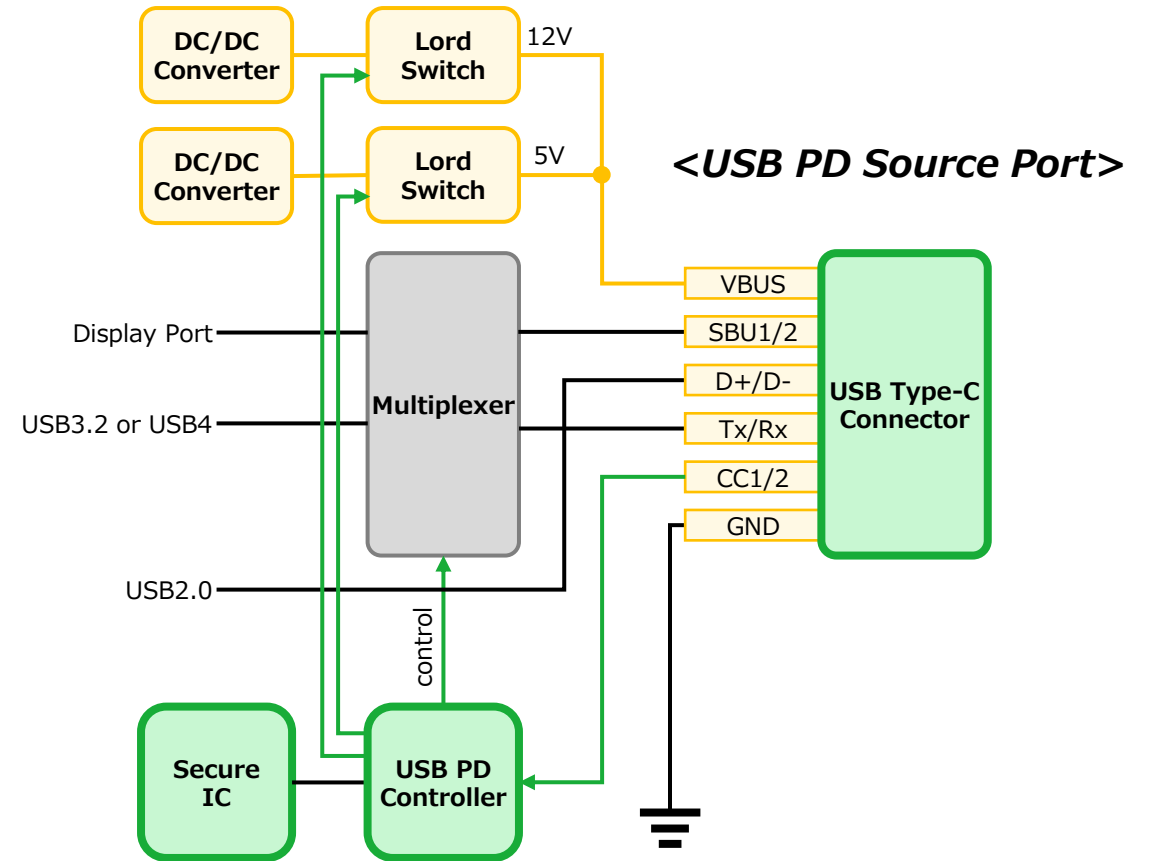 DC/DC
Converter
Lord
Switch
12V
DC/DC
Converter
Lord
Switch
5V
<USB PD Source Port>
VBUS
Display Port
SBU1/2
D+/D-
Multiplexer
USB Type-C
Connector
USB3.2 or USB4
Tx/Rx
CC1/2
GND
USB2.0
control
Secure
IC
USB PD
Controller